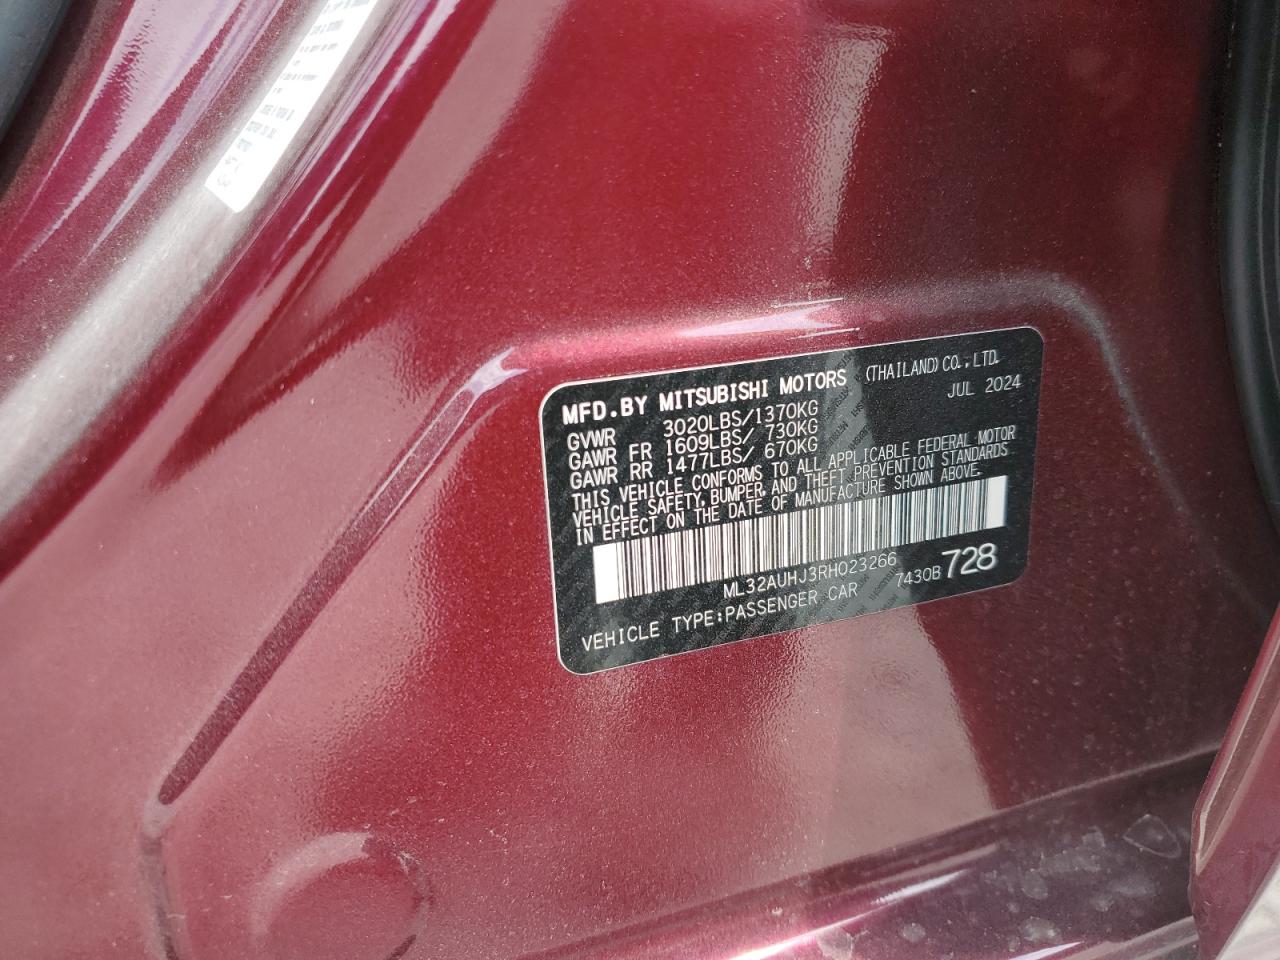 MFD.BY MITSUBISHI MOTORS (THAILAND) CO.,LTD.
JUL 2024
GVWR 3020LBS/1370KG
GAWR FR 1609LBS/ 730KG
GAWR RR 1477LBS/ 670KG
THIS VEHICLE CONFORMS TO ALL APPLICABLE FEDERAL MOTOR
VEHICLE SAFETY, BUMPER, AND THEFT PREVENTION STANDARDS
IN EFFECT ON THE DATE OF MANUFACTURE SHOWN ABOVE.
ML32AUHJ3RH023266 7430B 728
VEHICLE TYPE:PASSENGER CAR